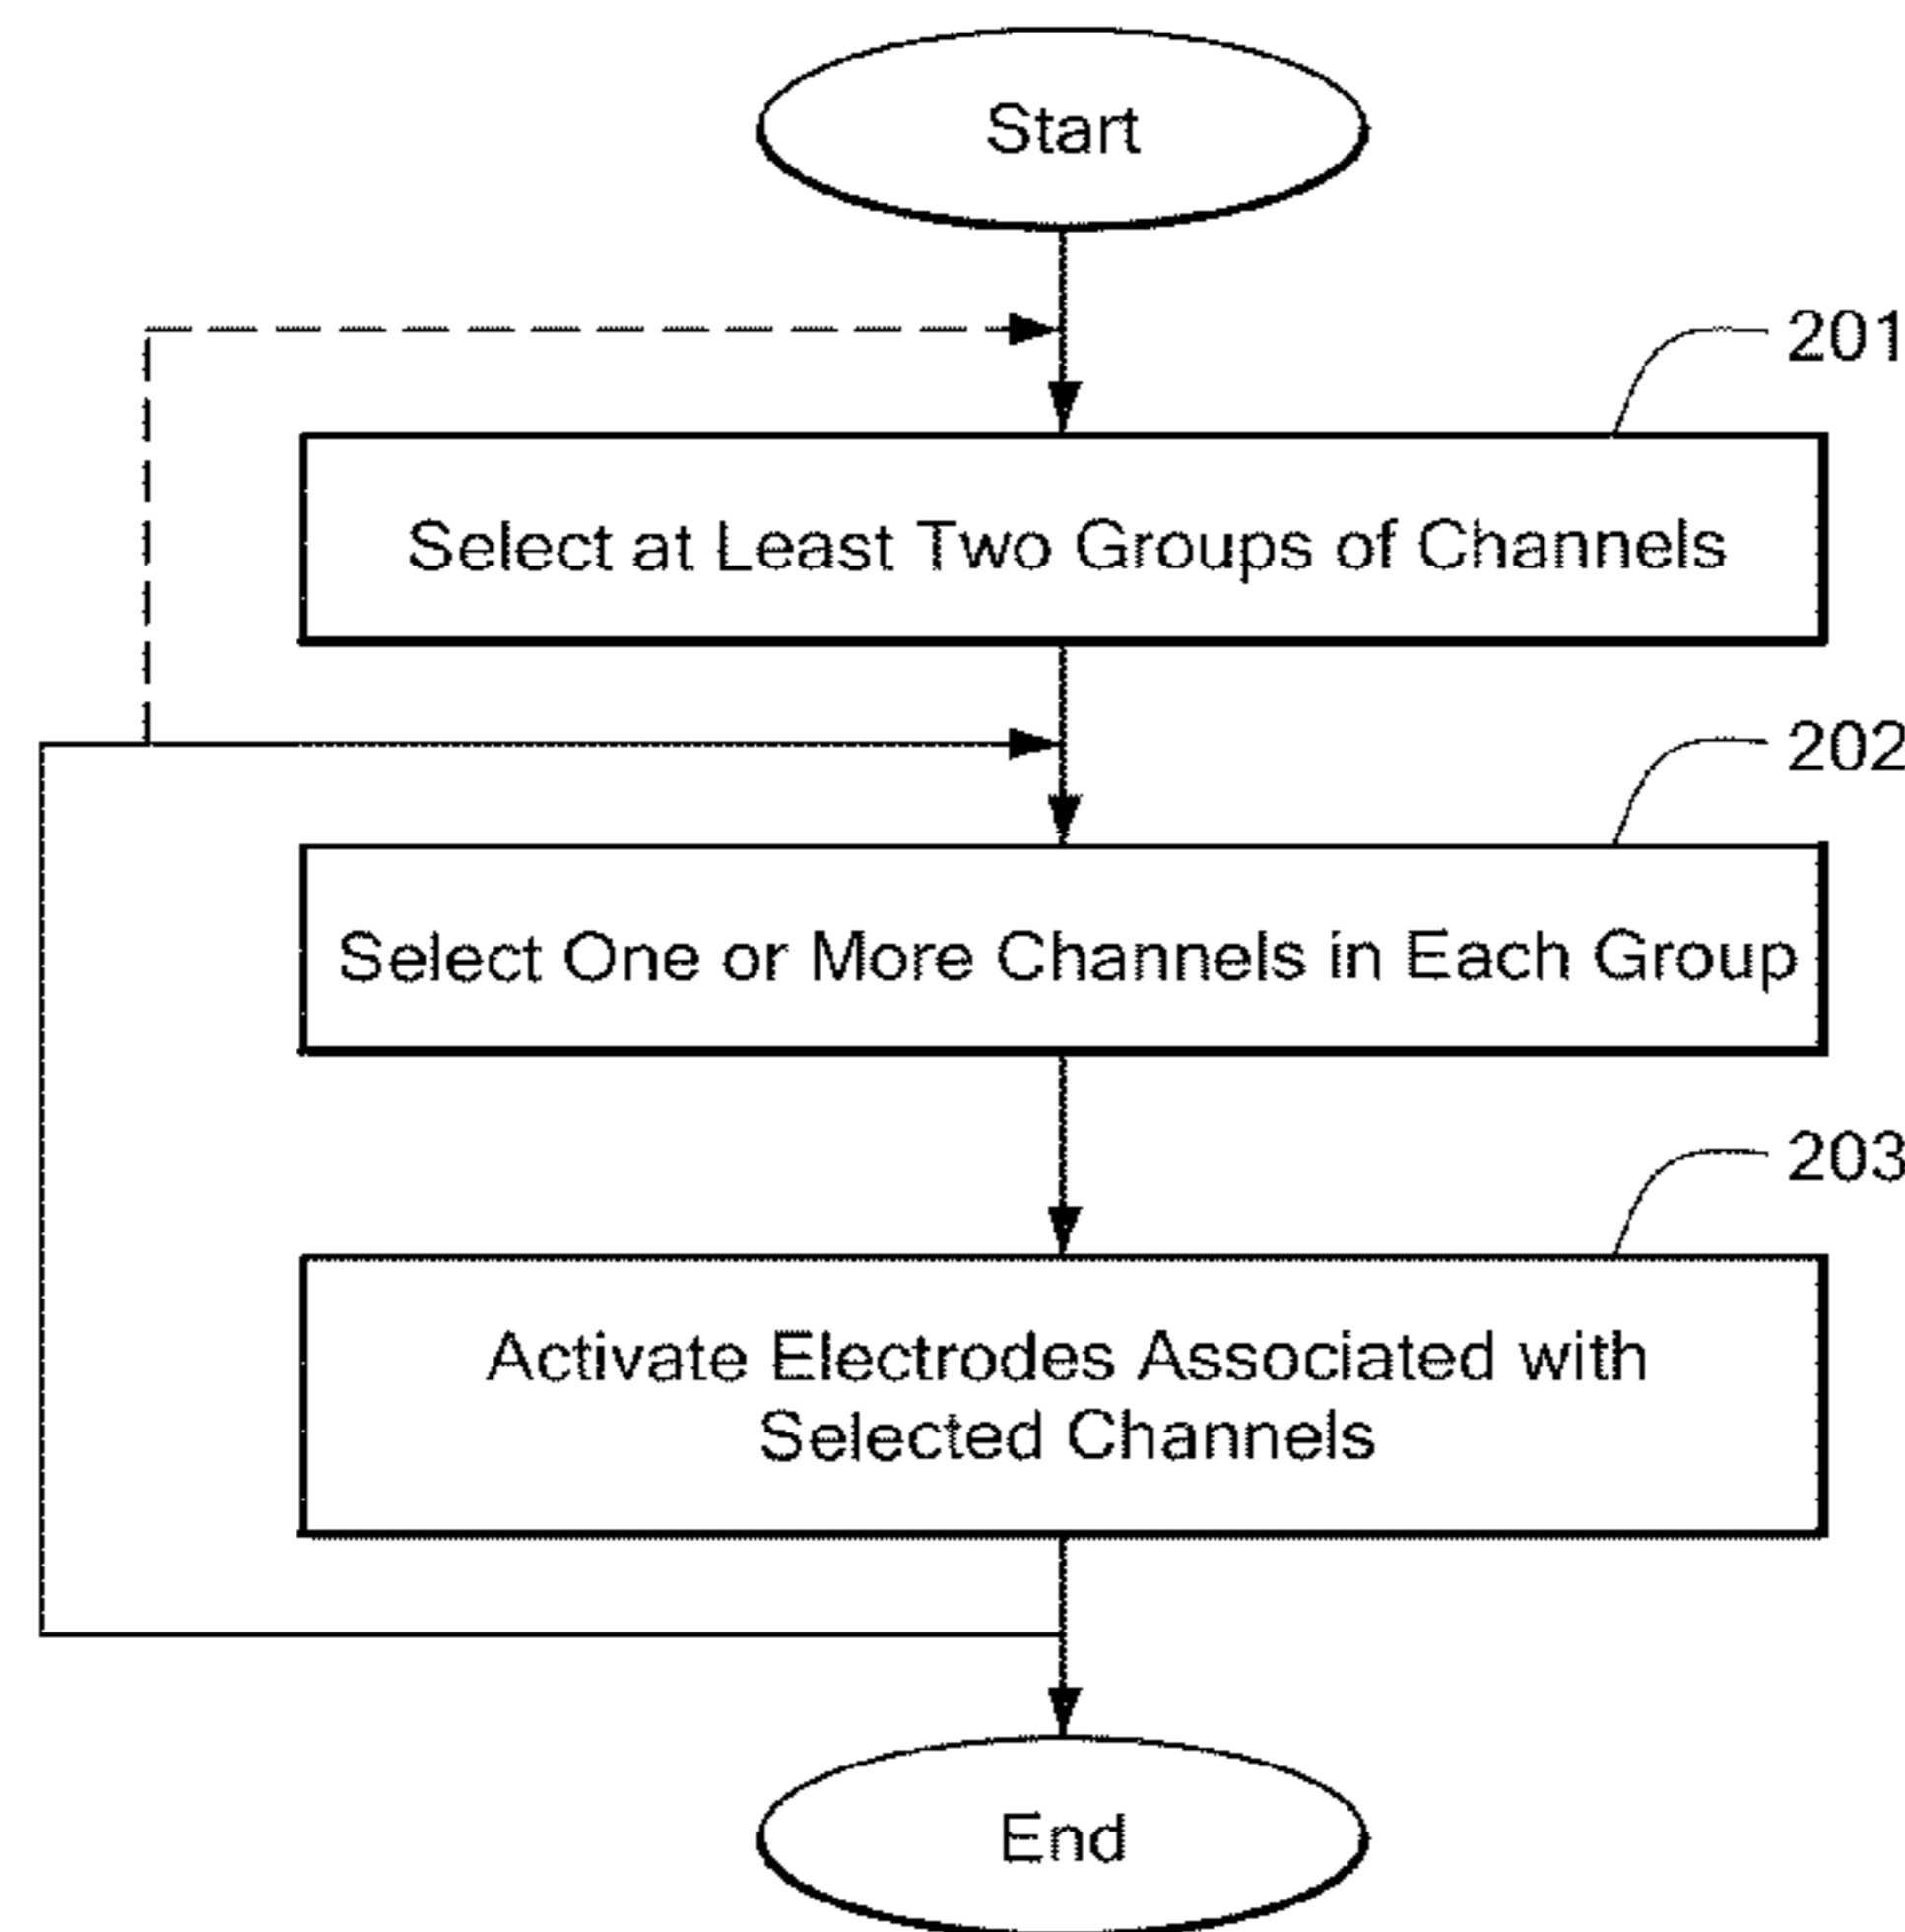 Start
201
Select at Least Two Groups of Channels
202
Select One or More Channels in Each Group
203
Activate Electrodes Associated with
Selected Channels
End